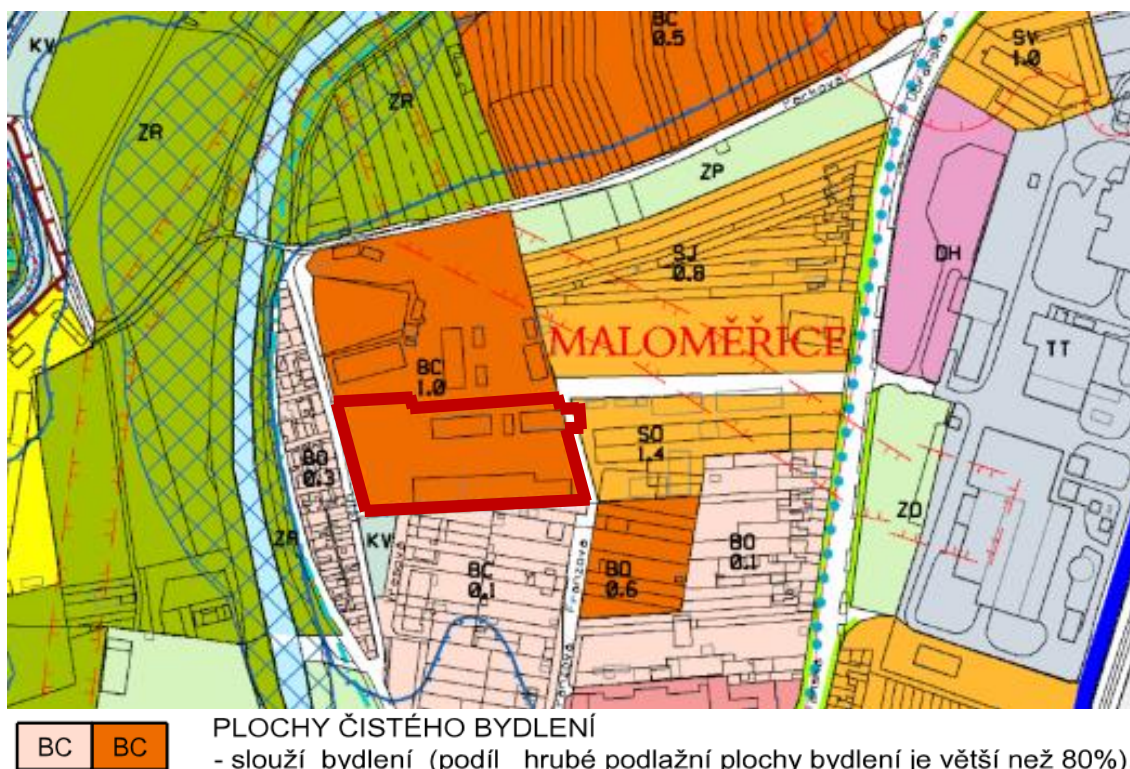 BC
0.5
SV
1.0
KV
Parkova
ZR
ZR
ZP
SJ
0.8
DH
MALOMĚŘICE
TT
BC
1.0
SO
1.4
BO
0.3
ZO
ZR
KV
BC
0.1
BO
0.6
BO
0.1
Franzova
BC BC
PLOCHY ČISTÉHO BYDLENÍ
- slouží bydlení (podíl hrubé podlažní plochy bydlení je větší než 80%)